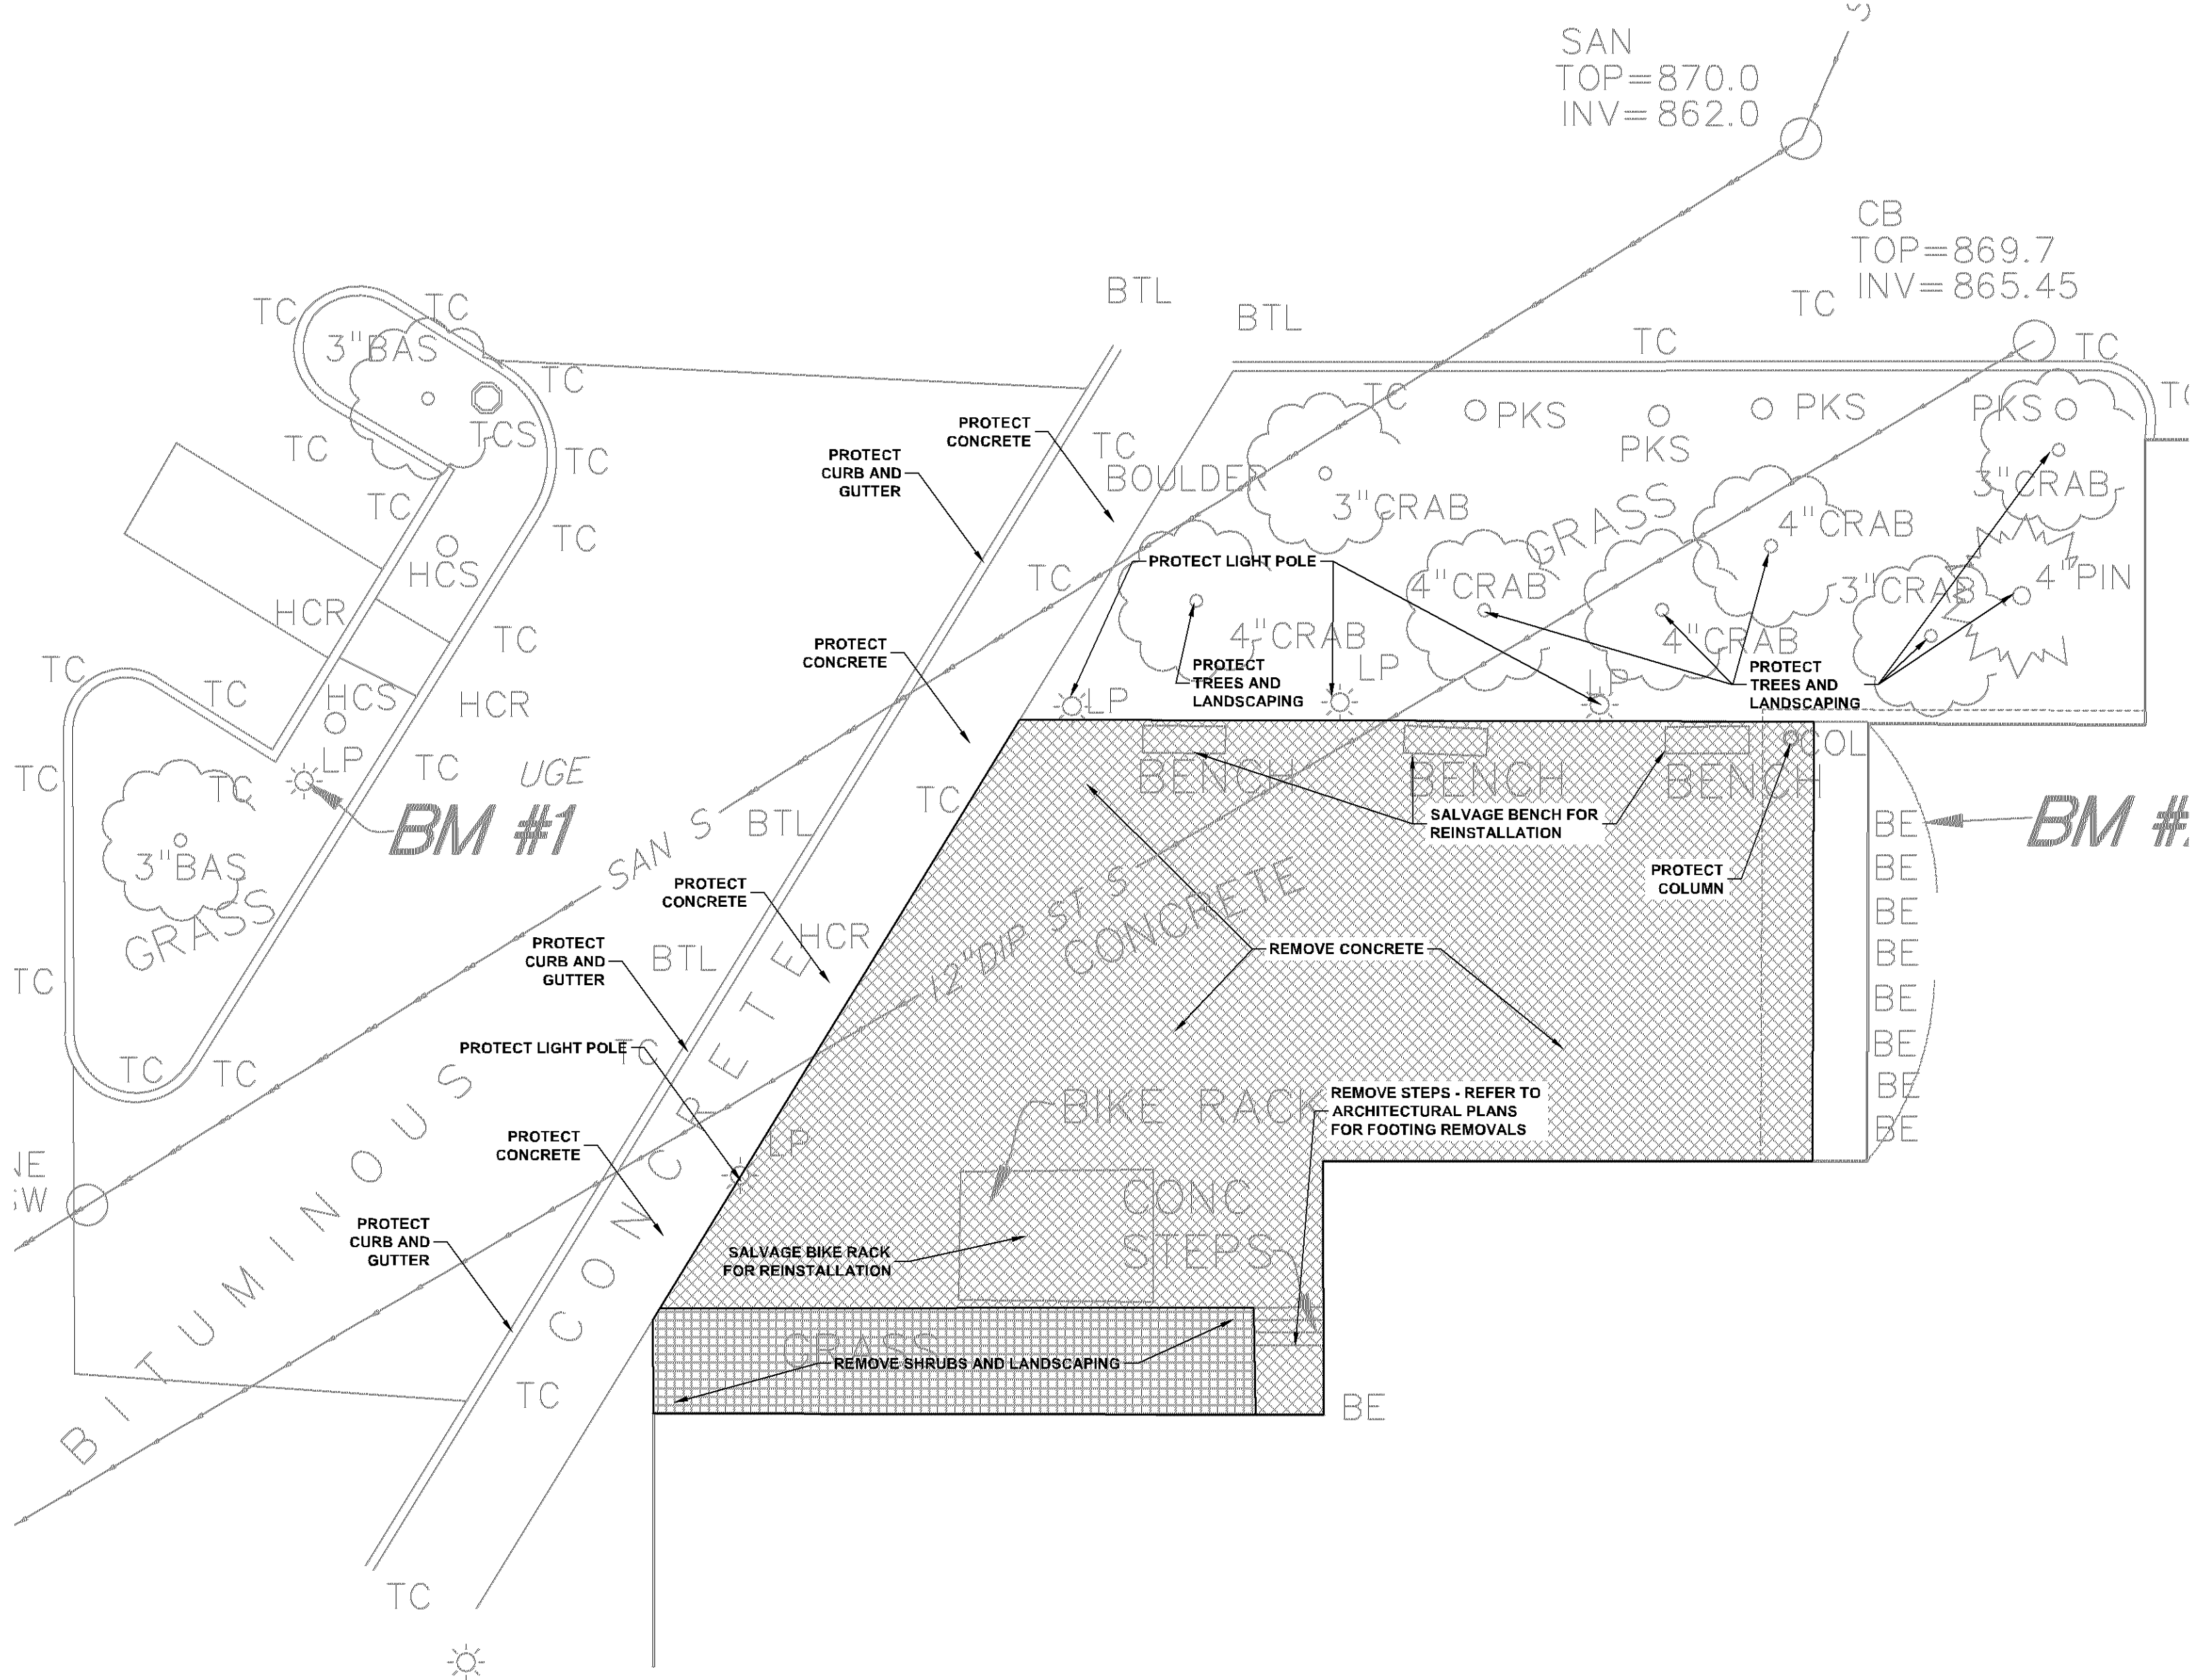 SAN
TOP=870.0
INV=862.0
CB
TOP=869.7
INV=865.45
TC
BTL
BTL
TC
TC
TC
TC
3"BAS
TC
TCS
TC
TC
TC
TC
HCS
HCR
TC
TC
TC
HCS
HCR
LP
TC
UGE
BM #1
TC
TC
3"BAS
GRASS
TC
TC
TC
PROTECT
CONCRETE
PROTECT
CURB AND
GUTTER
TC
BOULDER
TC
TC
PKS
PKS
PKS
PKS
3"CRAB
GRASS
4"CRAB
3"CRAB
PROTECT LIGHT POLE
4"CRAB
3"CRAB
4"PIN
4"CRAB
4"CRAB
LP
LP
LP
PROTECT
TREES AND
LANDSCAPING
PROTECT
TREES AND
LANDSCAPING
PROTECT
CONCRETE
TC
BENCH
BENCH
BENCH
COL
SALVAGE BENCH FOR
REINSTALLATION
PROTECT
COLUMN
BM #
BE
BE
BE
BE
BE
BE
BE
BE
SAN S
BTL
PROTECT
CONCRETE
HCR
BTL
PROTECT
CURB AND
GUTTER
12"DIP ST S
CONCRETE
REMOVE CONCRETE
PROTECT LIGHT POLE
TC
LP
BIKE RACK
REMOVE STEPS - REFER TO
ARCHITECTURAL PLANS
FOR FOOTING REMOVALS
PROTECT
CONCRETE
CONC
STEPS
NE
SW
PROTECT
CURB AND
GUTTER
SALVAGE BIKE RACK
FOR REINSTALLATION
BITUMINOUS
CONCRETE
GRASS
REMOVE SHRUBS AND LANDSCAPING
TC
BE
TC